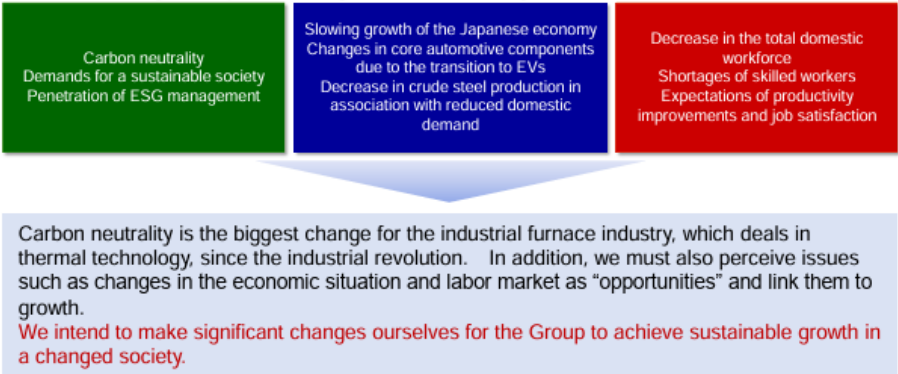 Carbon neutrality
Demands for a sustainable society
Penetration of ESG management
Slowing growth of the Japanese economy
Changes in core automotive components
due to the transition to EVs
Decrease in crude steel production in
association with reduced domestic
demand
Decrease in the total domestic
workforce
Shortages of skilled workers
Expectations of productivity
improvements and job satisfaction
Carbon neutrality is the biggest change for the industrial furnace industry, which deals in
thermal technology, since the industrial revolution. In addition, we must also perceive issues
such as changes in the economic situation and labor market as “opportunities” and link them to
growth.
We intend to make significant changes ourselves for the Group to achieve sustainable growth in
a changed society.